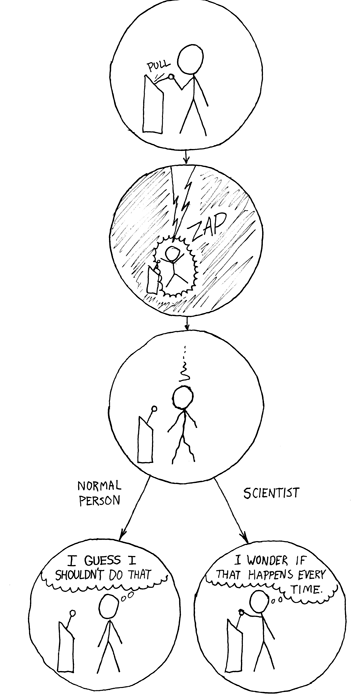 PULL
ZAP
NORMAL
PERSON
SCIENTIST
I GUESS I
SHOULDN'T DO THAT
I WONDER IF
THAT HAPPENS EVERY
TIME.